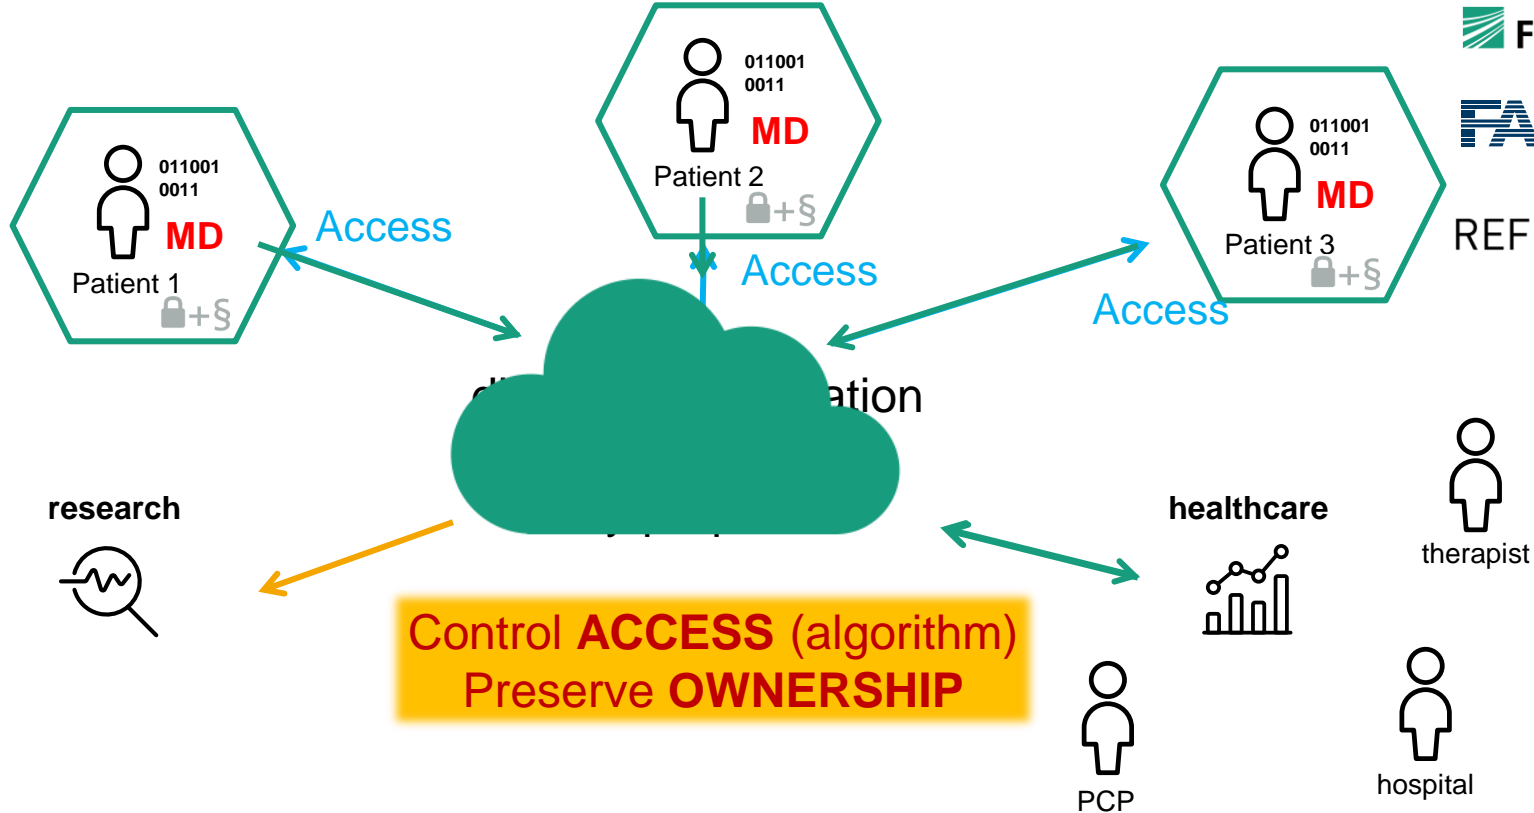 011001
0011
MD
Patient 1
+§
Access
011001
0011
MD
Patient 2
+§
Access
011001
0011
MD
Patient 3
+§
Access
F
FA
REF
research
healthcare
therapist
Control ACCESS (algorithm)
Preserve OWNERSHIP
PCP
hospital